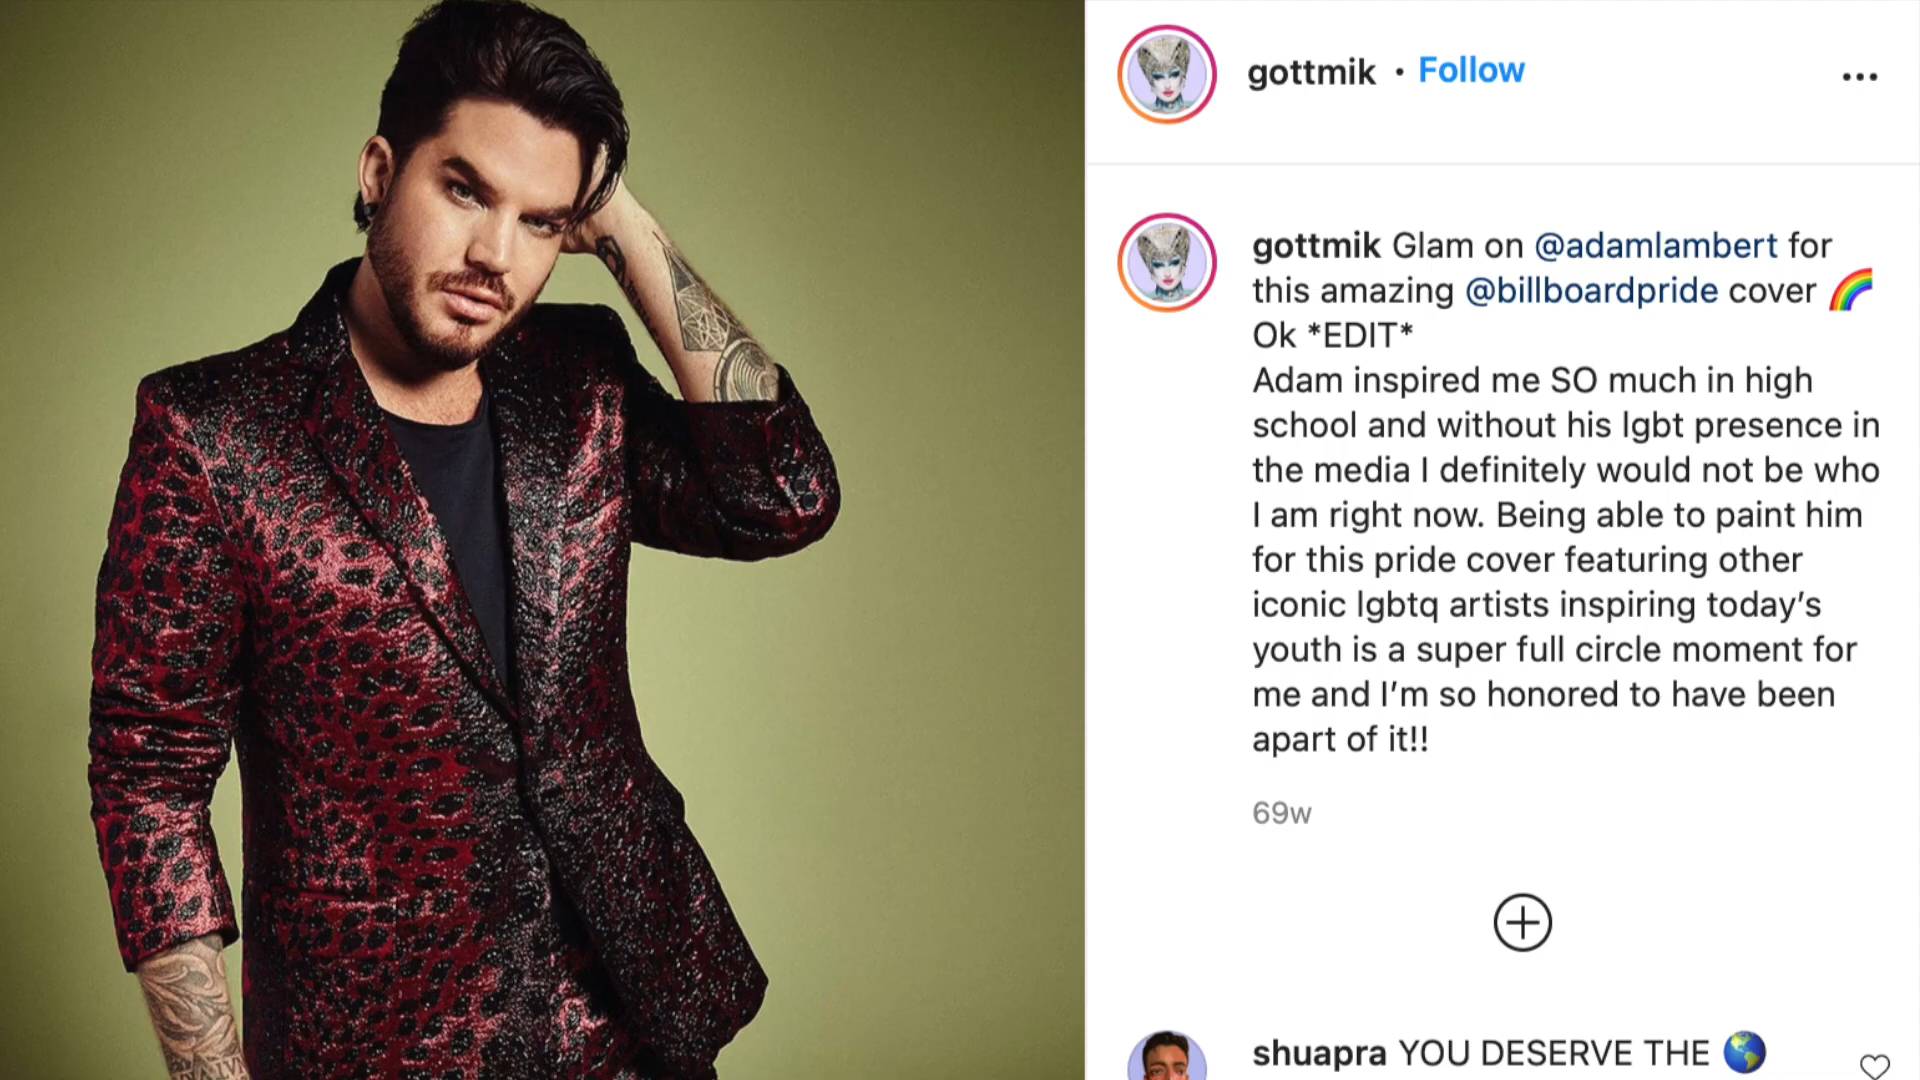 gottmik • Follow
gottmik Glam on @adamlambert for
this amazing @billboardpride cover 🌈
Ok *EDIT*
Adam inspired me SO much in high
school and without his lgbt presence in
the media I definitely would not be who
I am right now. Being able to paint him
for this pride cover featuring other
iconic lgbtq artists inspiring today’s
youth is a super full circle moment for
me and I’m so honored to have been
apart of it!!
69w
shuapra YOU DESERVE THE 🌎